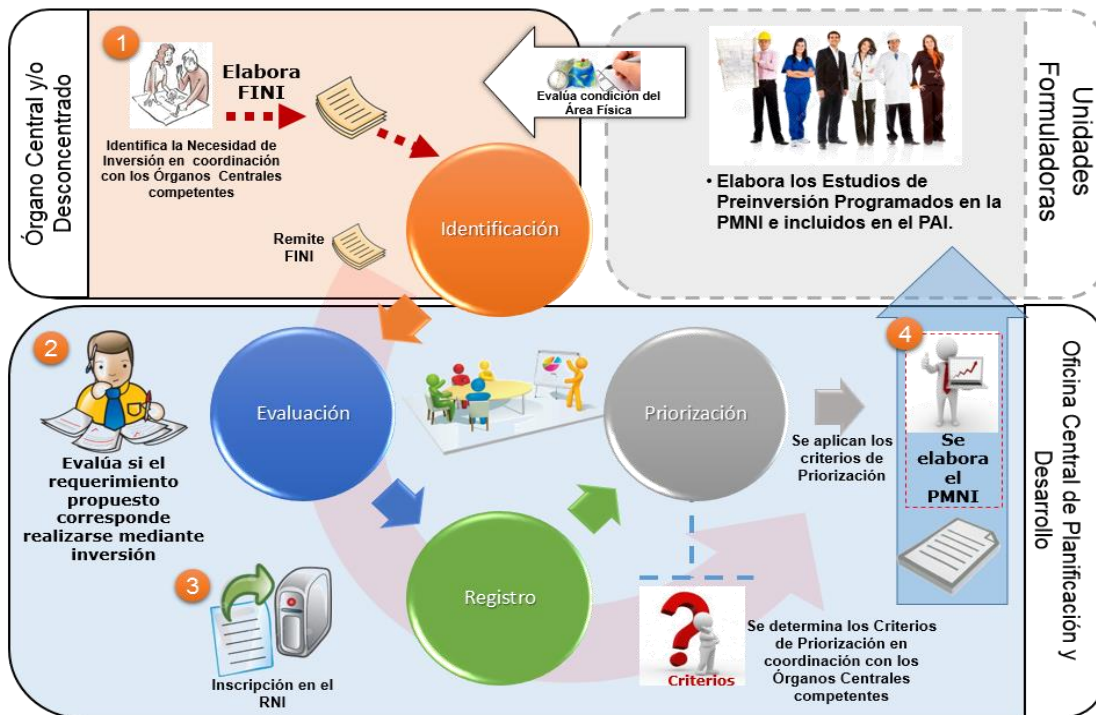 Órgano Central y/o
Desconcentrado
1
Elabora
FINI
Identifica la Necesidad de
Inversión en coordinación
con los Órganos Centrales
competentes
Remite
FINI
Identificación
Evalúa condición del
Área Física
• Elabora los Estudios de
Preinversión Programados en la
PMNI e incluidos en el PAI.
Unidades
Formuladoras
2
Evalúa si el
requerimiento
propuesto
corresponde
realizarse mediante
inversión
Evaluación
3
Inscripción en el
RNI
Registro
Priorización
Se aplican los
criterios de
Priorización
Criterios
Se determina los Criterios
de Priorización en
coordinación con los
Órganos Centrales
competentes
4
Se
elabora
el
PMNI
Oficina Central de Planificación y
Desarrollo